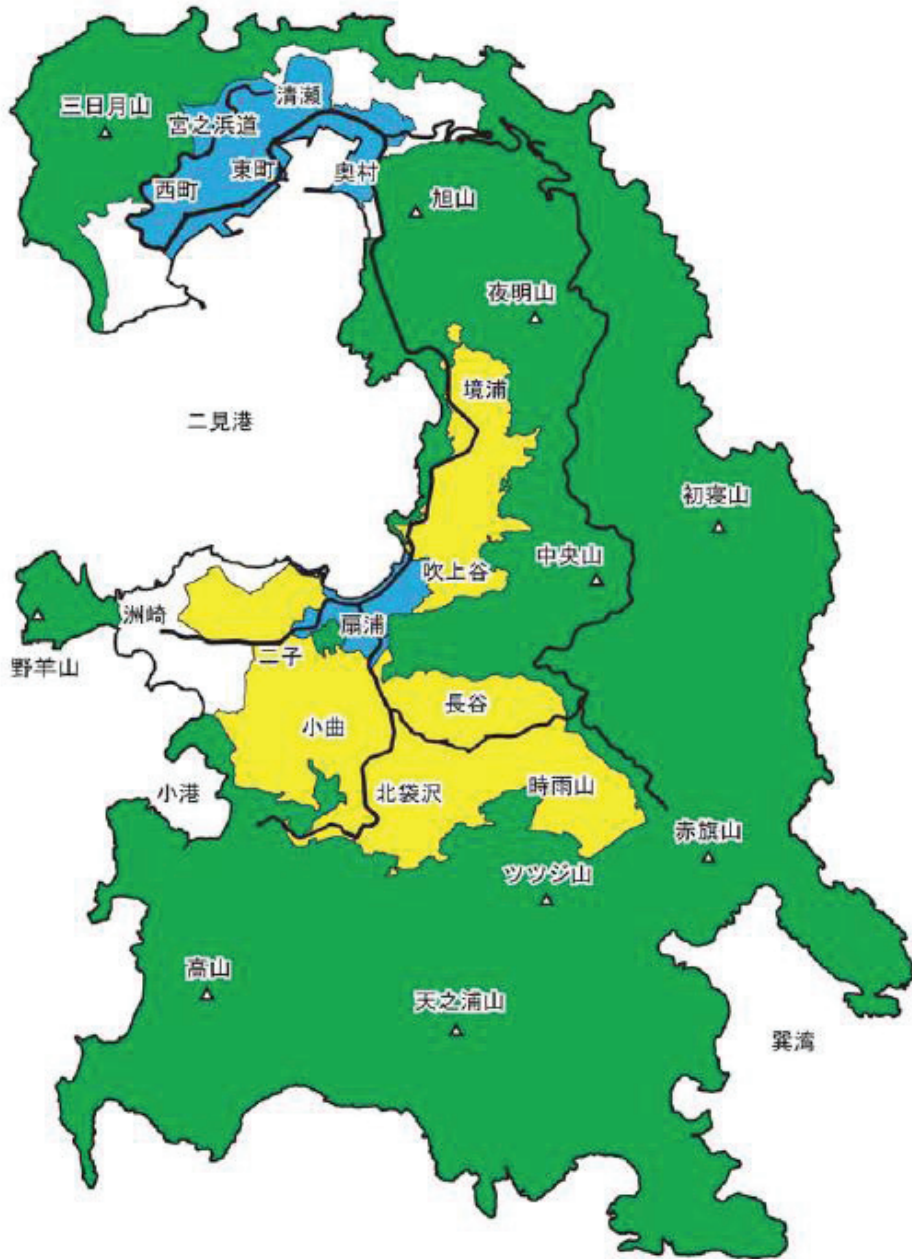 清瀬
三日月山
宮之浜道
東町
奥村
西町
旭山
夜明山
境浦
二見港
初寝山
中央山
吹上谷
洲崎
扇浦
二子
野羊山
長谷
小曲
時雨山
小港
北袋沢
赤旗山
ツツジ山
高山
天之浦山
巽湾